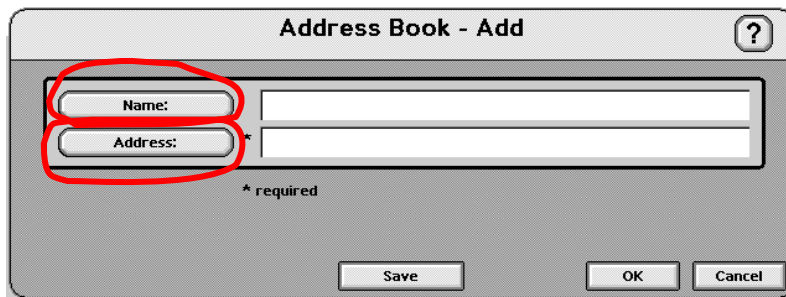 Address Book - Add
?
Name:
Address: *
* required
Save OK Cancel